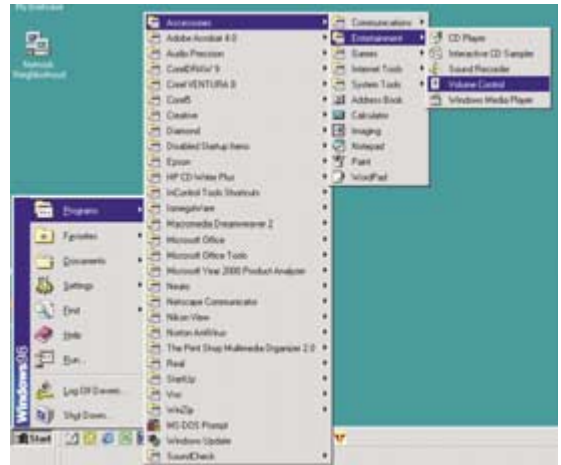 My Briefcase
Network
Neighborhood
Accessories
Adobe Acrobat 4.0
Audio Precision
CorelDRAW 9
Corel VENTURA 8
Corel5
Creative
Diamond
Disabled Startup Items
Epson
HP CD-Writer Plus
InControl Tools Shortcuts
IomegaWare
Macromedia Dreamweaver 2
Microsoft Office
Microsoft Office Tools
Microsoft Year 2000 Product Analyzer
Neato
Netscape Communicator
Nikon View
Norton AntiVirus
The Print Shop Multimedia Organizer 2.0
Real
StartUp
WinZip
MS-DOS Prompt
Windows Update
SoundCheck
Communications
Entertainment
Games
Internet Tools
System Tools
Address Book
Calculator
Imaging
Notepad
Paint
WordPad
CD Player
Interactive CD Sampler
Sound Recorder
Volume Control
Windows Media Player
Programs
Favorites
Documents
Settings
Find
Help
Run...
Log Off
Shut Down...
Windows98
Start